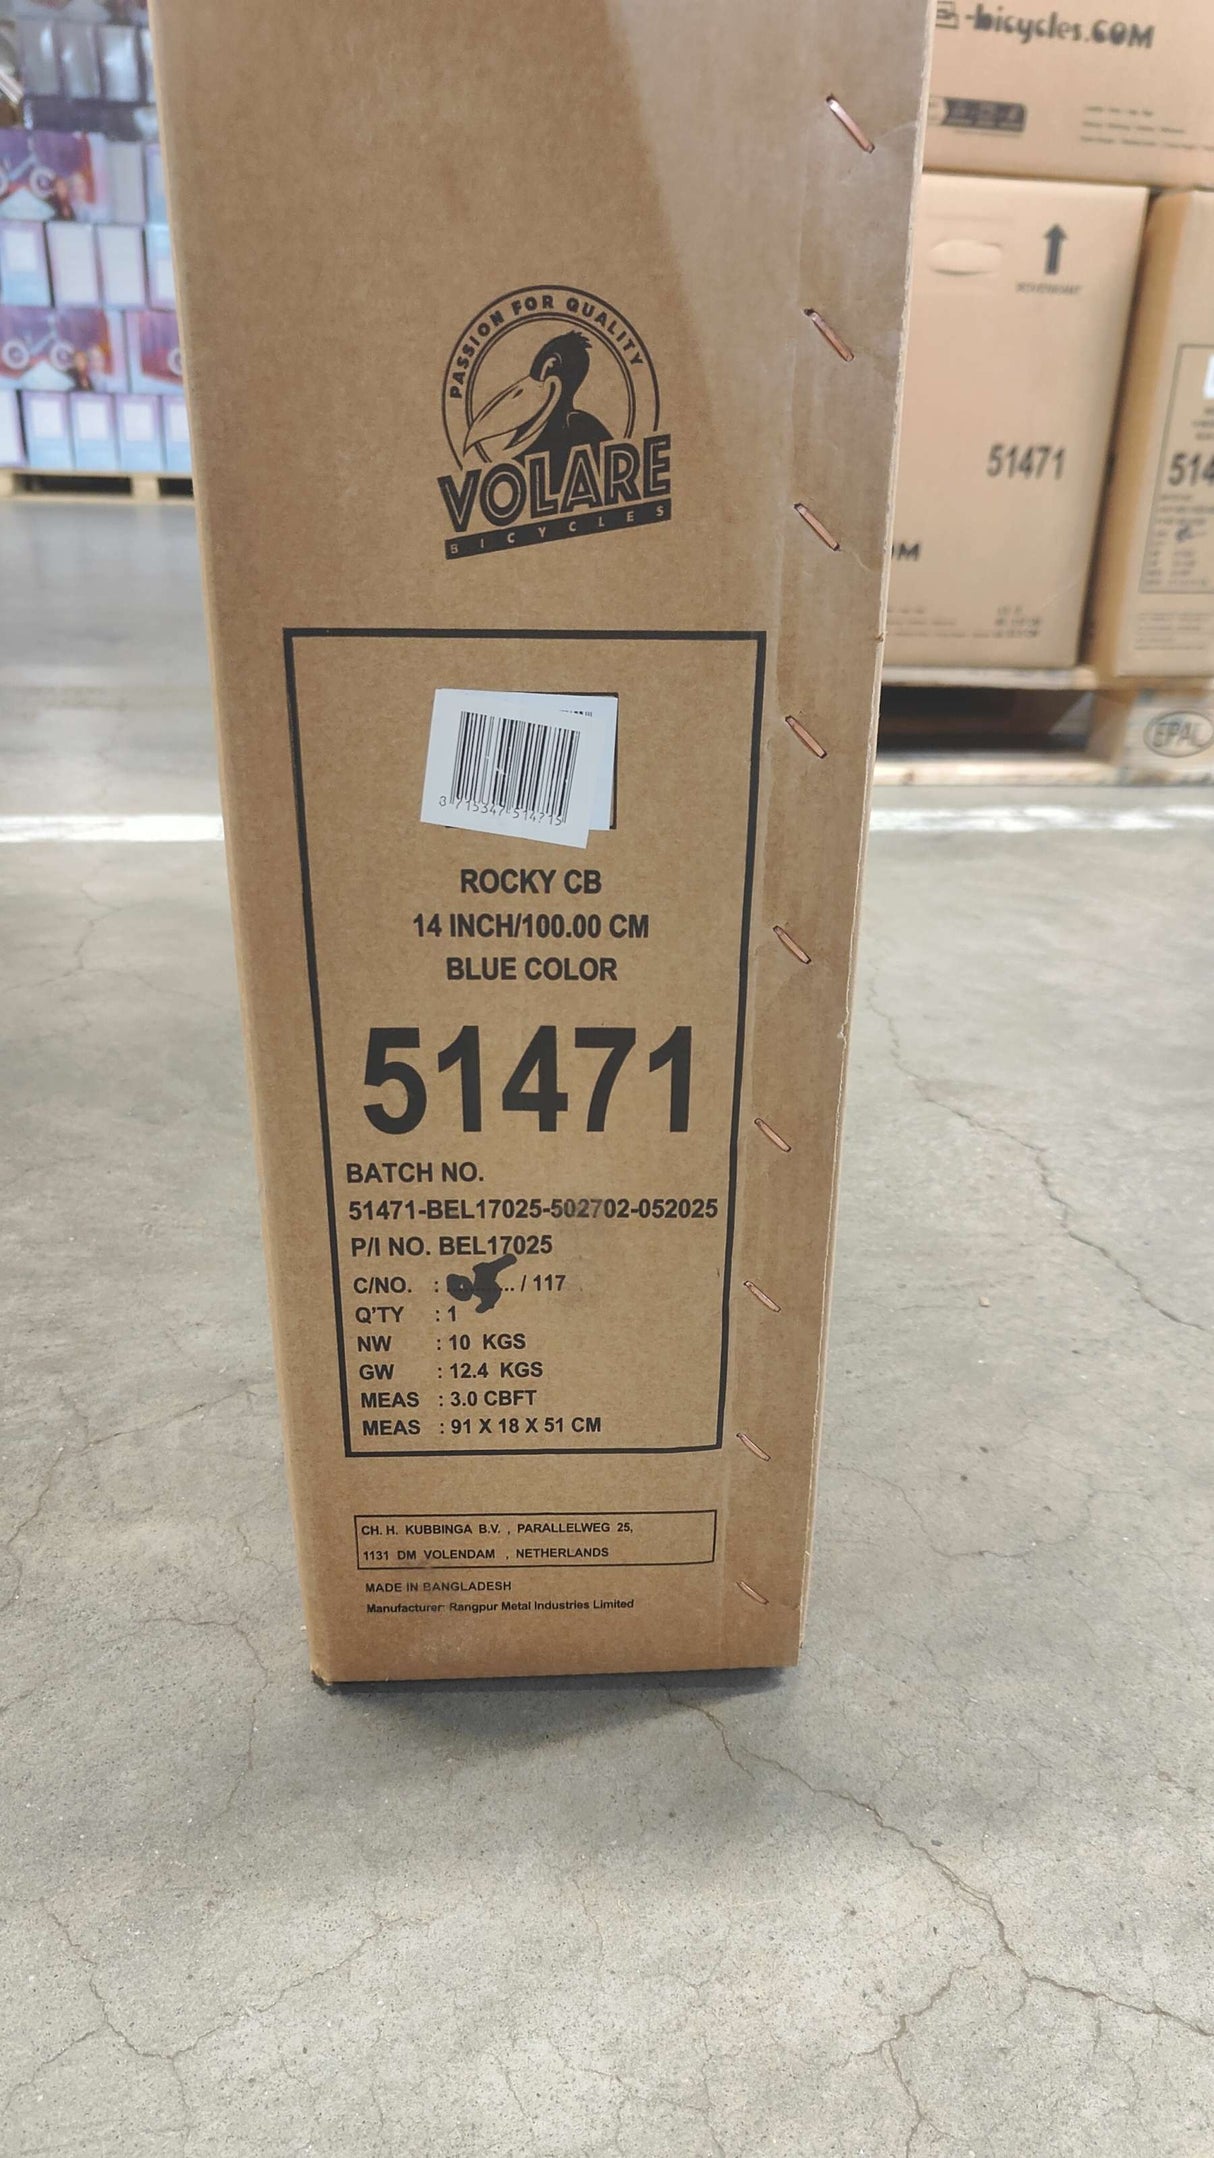 -bicycles.COM
PASSION FOR QUALITY
VOLARE
BICYCLES
51471
514
ROCKY CB
14 INCH/100.00 CM
BLUE COLOR
51471
BATCH NO.
51471-BEL17025-502702-052025
P/I NO. BEL17025
C/NO. : ... / 117
Q'TY : 1
NW : 10 KGS
GW : 12.4 KGS
MEAS : 3.0 CBFT
MEAS : 91 X 18 X 51 CM
CH. H. KUBBINGA B.V. , PARALLELWEG 25,
1131 DM VOLENDAM , NETHERLANDS
MADE IN BANGLADESH
Manufacturer: Rangpur Metal Industries Limited
EPAL